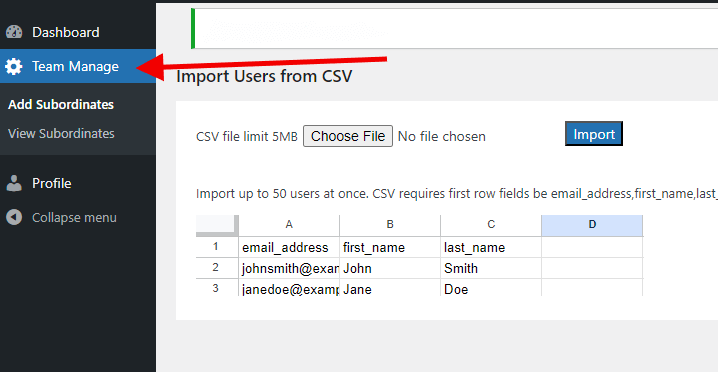 Dashboard
Team Manage
Add Subordinates
View Subordinates
Profile
Collapse menu
Import Users from CSV
CSV file limit 5MB Choose File No file chosen Import
Import up to 50 users at once. CSV requires first row fields be email_address,first_name,last_
A B C D
1 email_address first_name last_name
2 johnsmith@exam John Smith
3 janedoe@examp Jane Doe